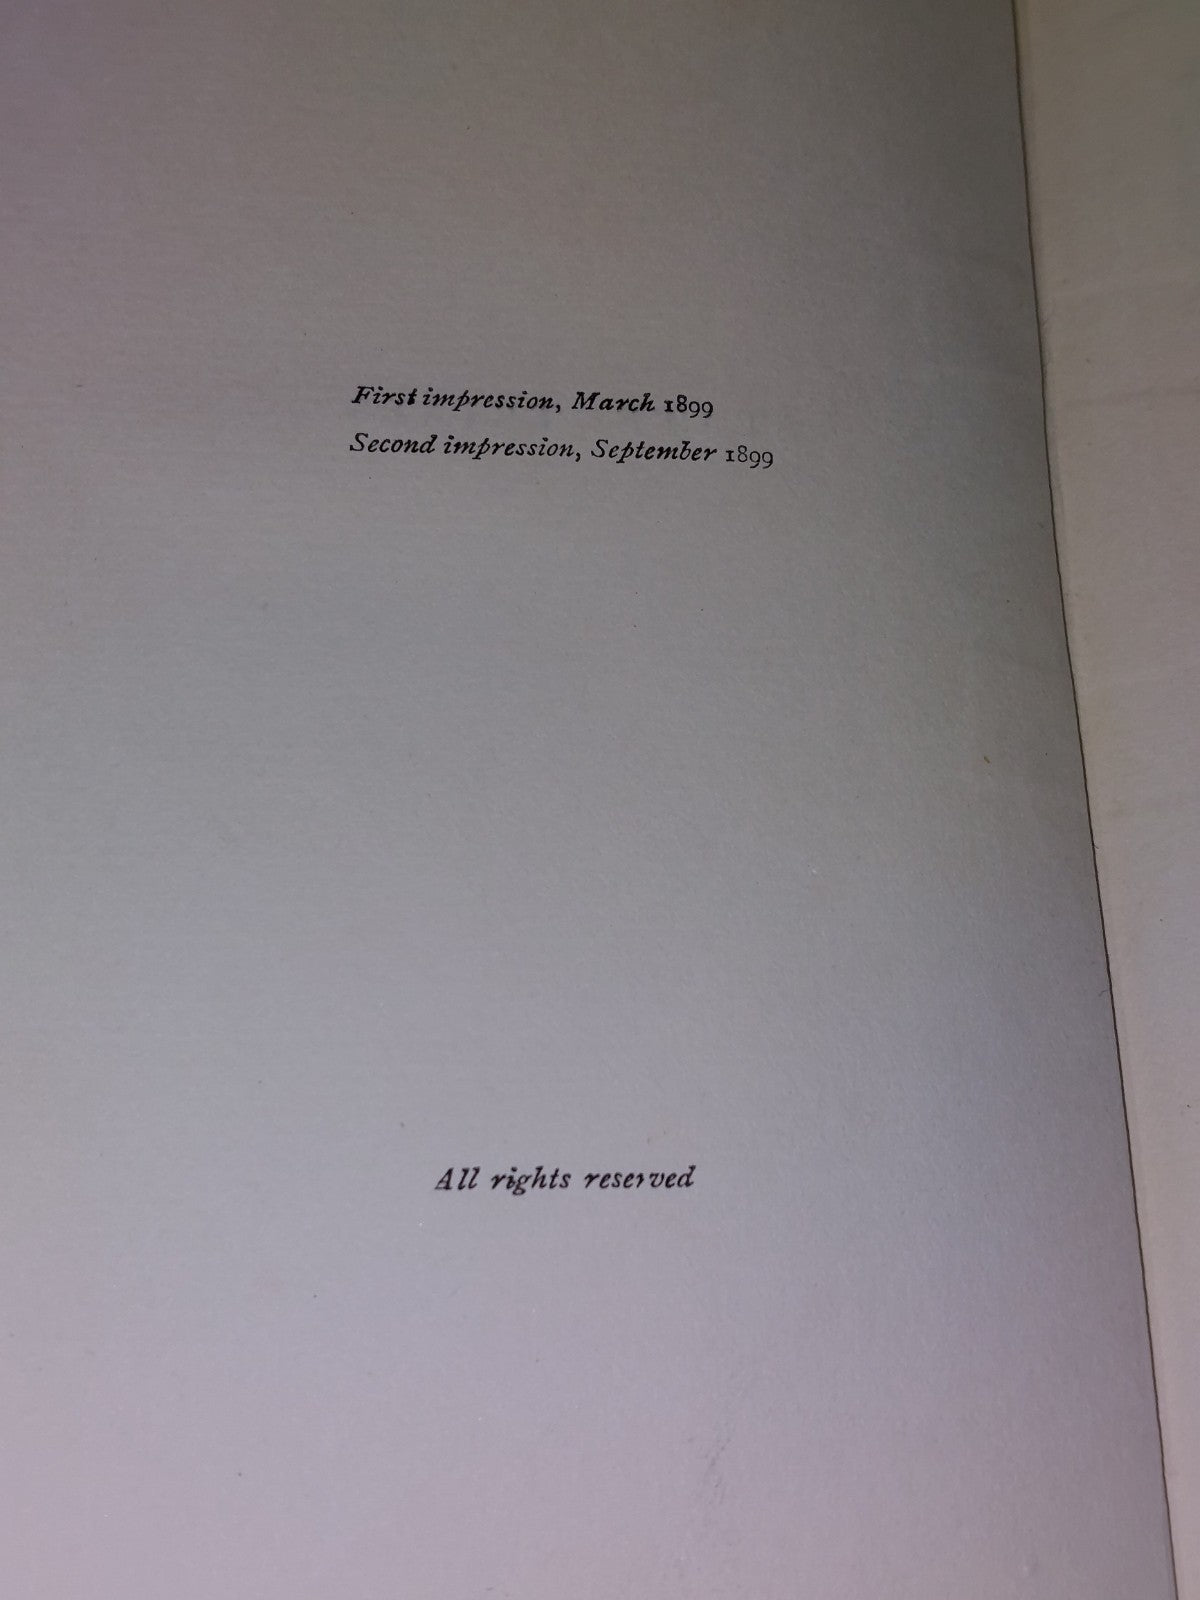 First impression, March 1899
Second impression, September 1899
All rights reserved